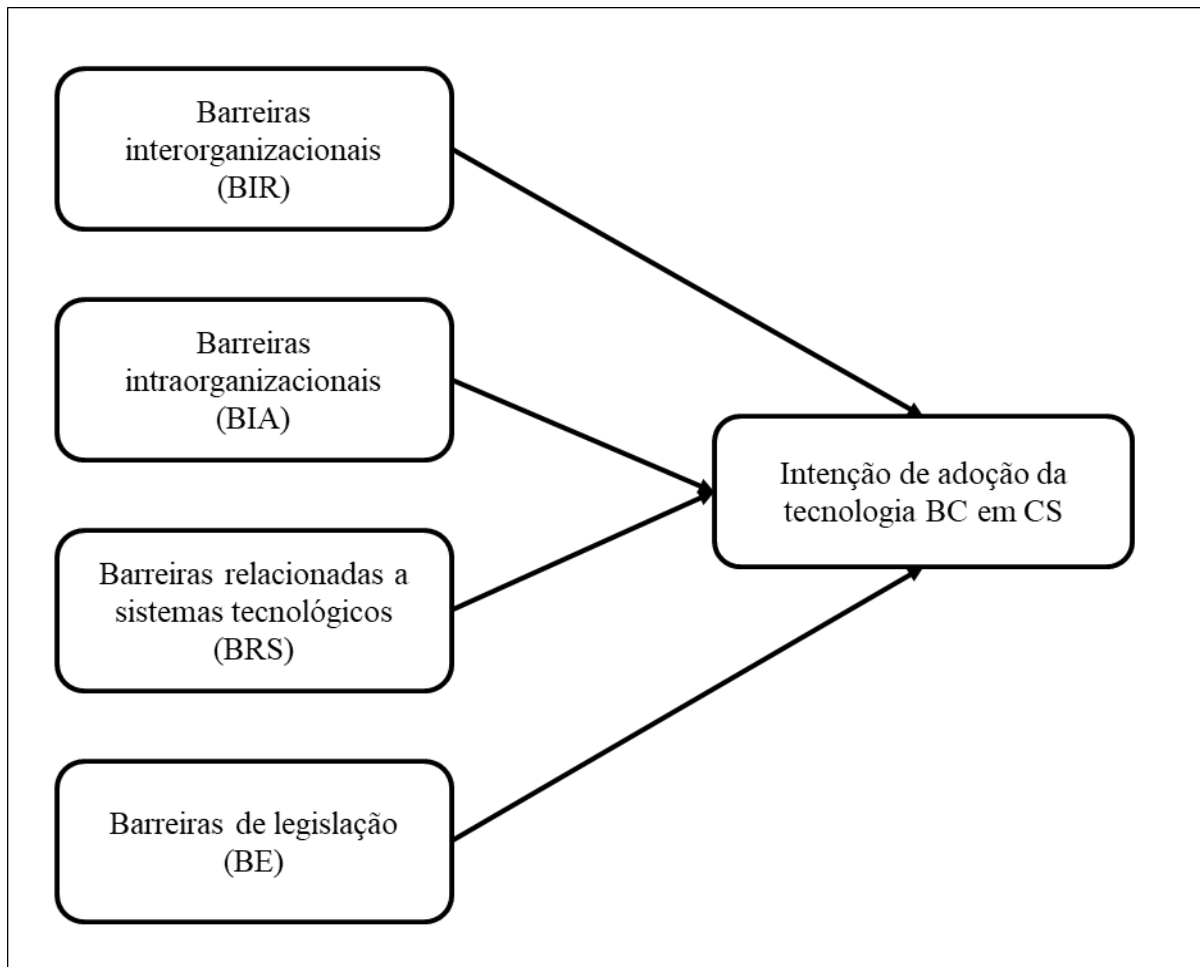 Barreiras
interorganizacionais
(BIR)
Barreiras
intraorganizacionais
(BIA)
Barreiras relacionadas a
sistemas tecnológicos
(BRS)
Barreiras de legislação
(BE)
Intenção de adoção da
tecnologia BC em CS